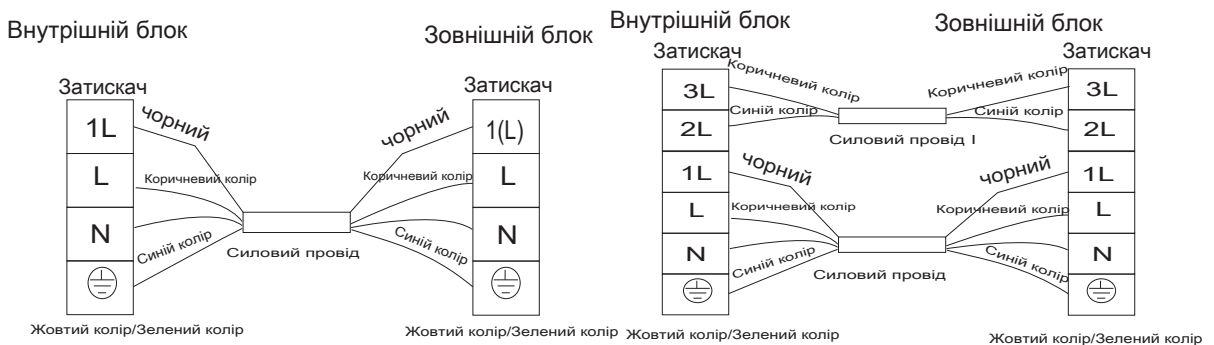 Внутрішній блок
Зовнішній блок
Затискач
Затискач
1L
чорний
чорний
1(L)
L
Коричневий колір
Коричневий колір
L
N
Синій колір
Силовий провід
Синій колір
N
Жовтий колір/Зелений колір
Жовтий колір/Зелений колір
Внутрішній блок
Зовнішній блок
Затискач
Затискач
3L
Коричневий колір
Коричневий колір
3L
2L
Синій колір
Синій колір
2L
Силовий провід I
1L
чорний
чорний
1L
L
Коричневий колір
Коричневий колір
L
N
Синій колір
Силовий провід
Синій колір
N
Жовтий колір/Зелений колір
Жовтий колір/Зелений колір